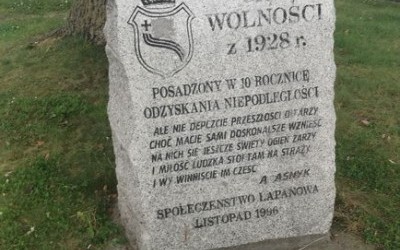 WOLNOŚCI
z 1928 r.
POSADZONY W 10 ROCZNICĘ
ODZYSKANIA NIEPODLEGŁOŚCI
ALE NIE DEPCZCIE PRZESZŁOŚCI OŁTARZY
CHOĆ MACIE SAMI DOSKONALSZE WZNIEŚĆ
NA NICH SIĘ JESZCZE ŚWIĘTY OGIEŃ ŻARZY
I MIŁOŚĆ LUDZKA STOI TAM NA STRAŻY
I WY WINNIŚCIE IM CZEŚĆ
A. ASNYK
SPOŁECZEŃSTWO ŁAPANOWA
LISTOPAD 1996